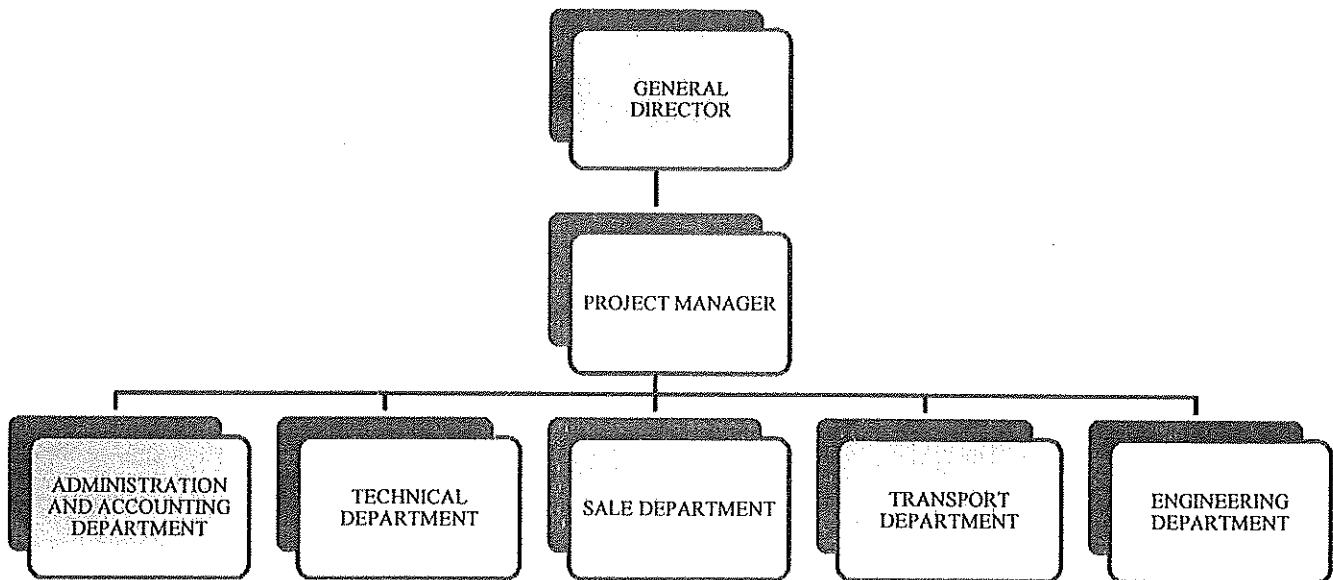 GENERAL
DIRECTOR
PROJECT MANAGER
ADMINISTRATION
AND ACCOUNTING
DEPARTMENT
TECHNICAL
DEPARTMENT
SALE DEPARTMENT
TRANSPORT
DEPARTMENT
ENGINEERING
DEPARTMENT